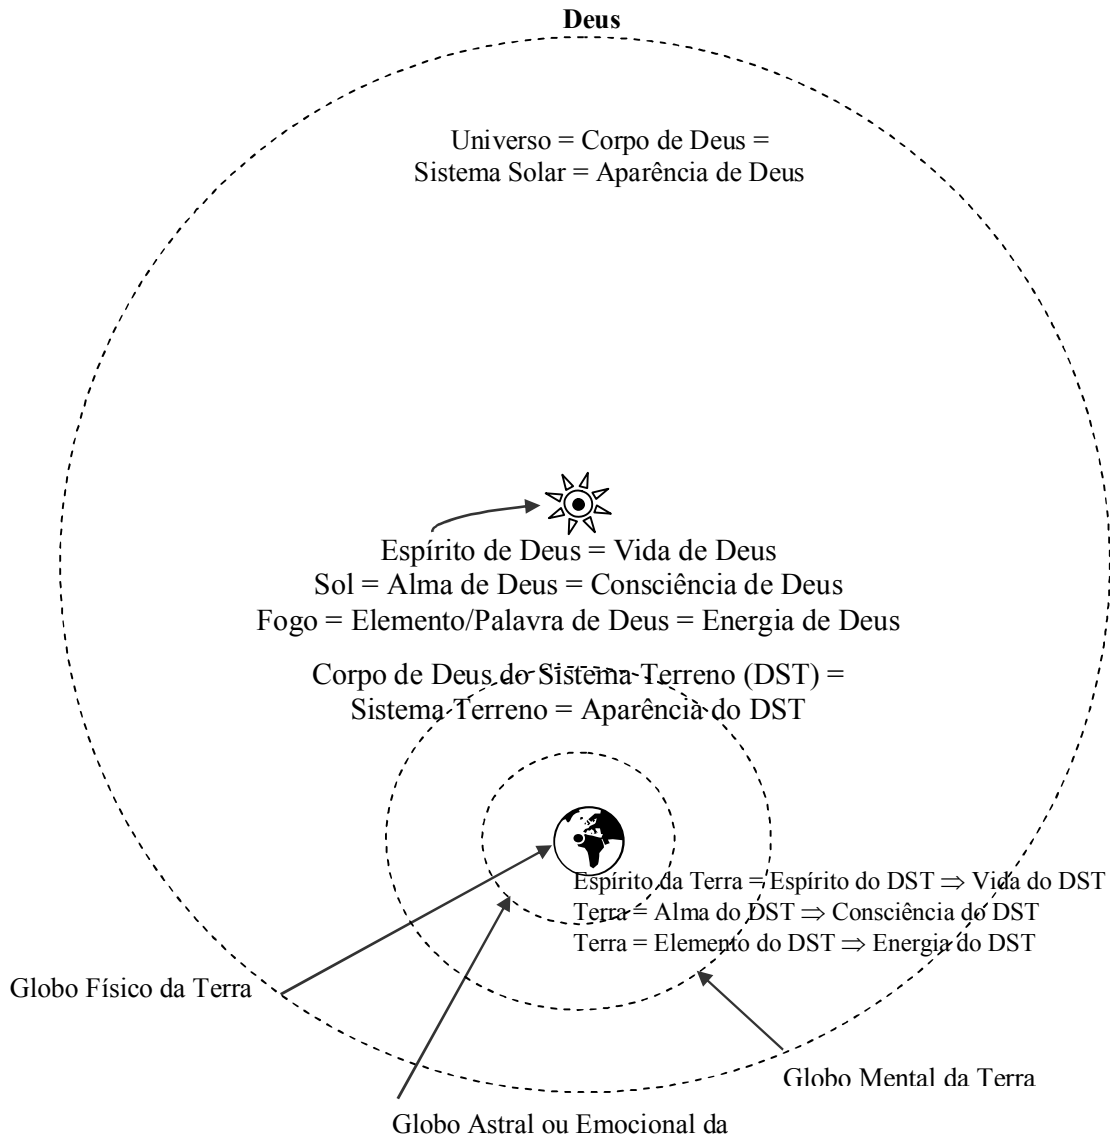 Deus
Universo = Corpo de Deus =
Sistema Solar = Aparência de Deus
Espírito de Deus = Vida de Deus
Sol = Alma de Deus = Consciência de Deus
Fogo = Elemento/Palavra de Deus = Energia de Deus
Corpo de Deus do Sistema Terreno (DST) =
Sistema Terreno = Aparência do DST
Espírito da Terra = Espírito do DST ⇒ Vida do DST
Terra = Alma do DST ⇒ Consciência do DST
Terra = Elemento do DST ⇒ Energia do DST
Globo Físico da Terra
Globo Mental da Terra
Globo Astral ou Emocional da